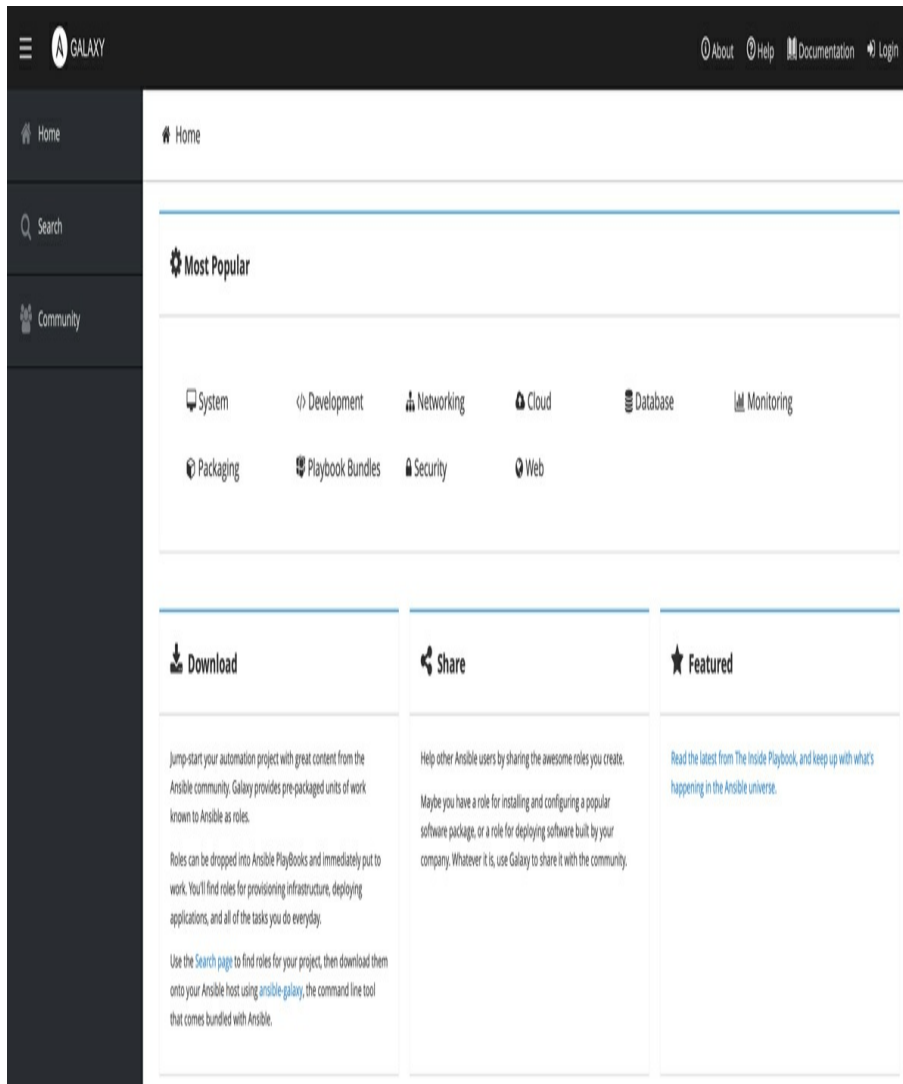 GALAXY
About Help Documentation Login
Home
Search
Community
Home
Most Popular
System Development Networking Cloud Database Monitoring
Packaging Playbook Bundles Security Web
Download
Jump-start your automation project with great content from the
Ansible community. Galaxy provides pre-packaged units of work
known to Ansible as roles.
Roles can be dropped into Ansible PlayBooks and immediately put to
work. You'll find roles for provisioning infrastructure, deploying
applications, and all of the tasks you do everyday.
Use the Search page to find roles for your project, then download them
onto your Ansible host using ansible-galaxy, the command line tool
that comes bundled with Ansible.
Share
Help other Ansible users by sharing the awesome roles you create.
Maybe you have a role for installing and configuring a popular
software package, or a role for deploying software built by your
company. Whatever it is, use Galaxy to share it with the community.
Featured
Read the latest from The Inside Playbook, and keep up with what's
happening in the Ansible universe.